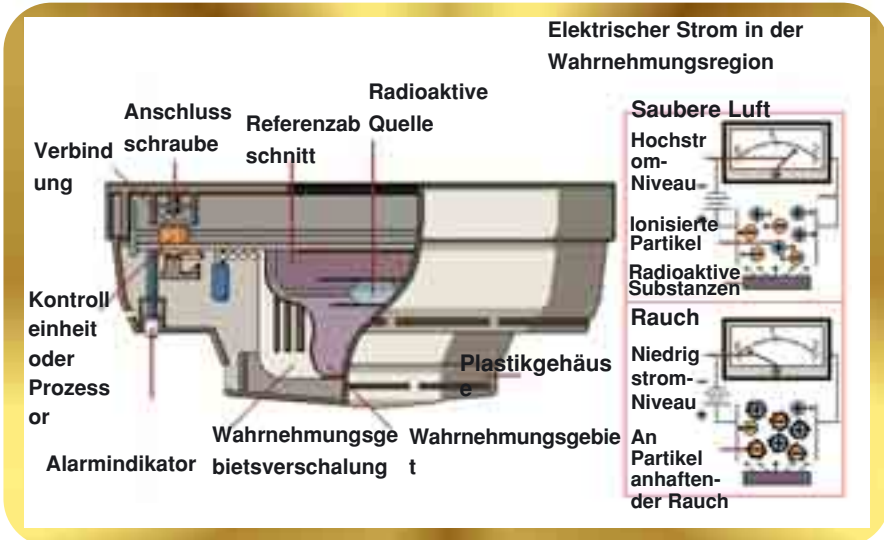 Elektrischer Strom in der
Wahrnehmungsregion
Radioaktive
Quelle
Anschluss
schraube
Referenzab
schnitt
Verbind
ung
Kontroll
einheit
oder
Prozess
or
Alarmindikator
Wahrnehmungsge
bietsverschalung
Wahrnehmungsgebie
t
Plastikgehäus
e
Saubere Luft
Hochstr
om-
Niveau
Ionisierte
Partikel
Radioaktive
Substanzen
Rauch
Niedrig
strom-
Niveau
An
Partikel
anhaften-
der Rauch